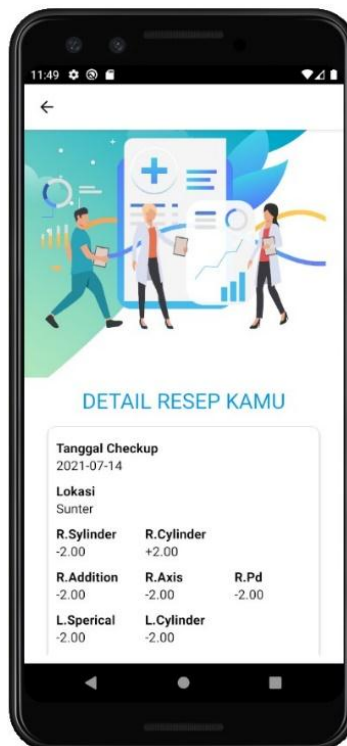 11:49
DETAIL RESEP KAMU
Tanggal Checkup
2021-07-14
Lokasi
Sunter
R.Sylinder R.Cylinder
-2.00 +2.00
R.Addition R.Axis R.Pd
-2.00 -2.00 -2.00
L.Sperical L.Cylinder
-2.00 -2.00